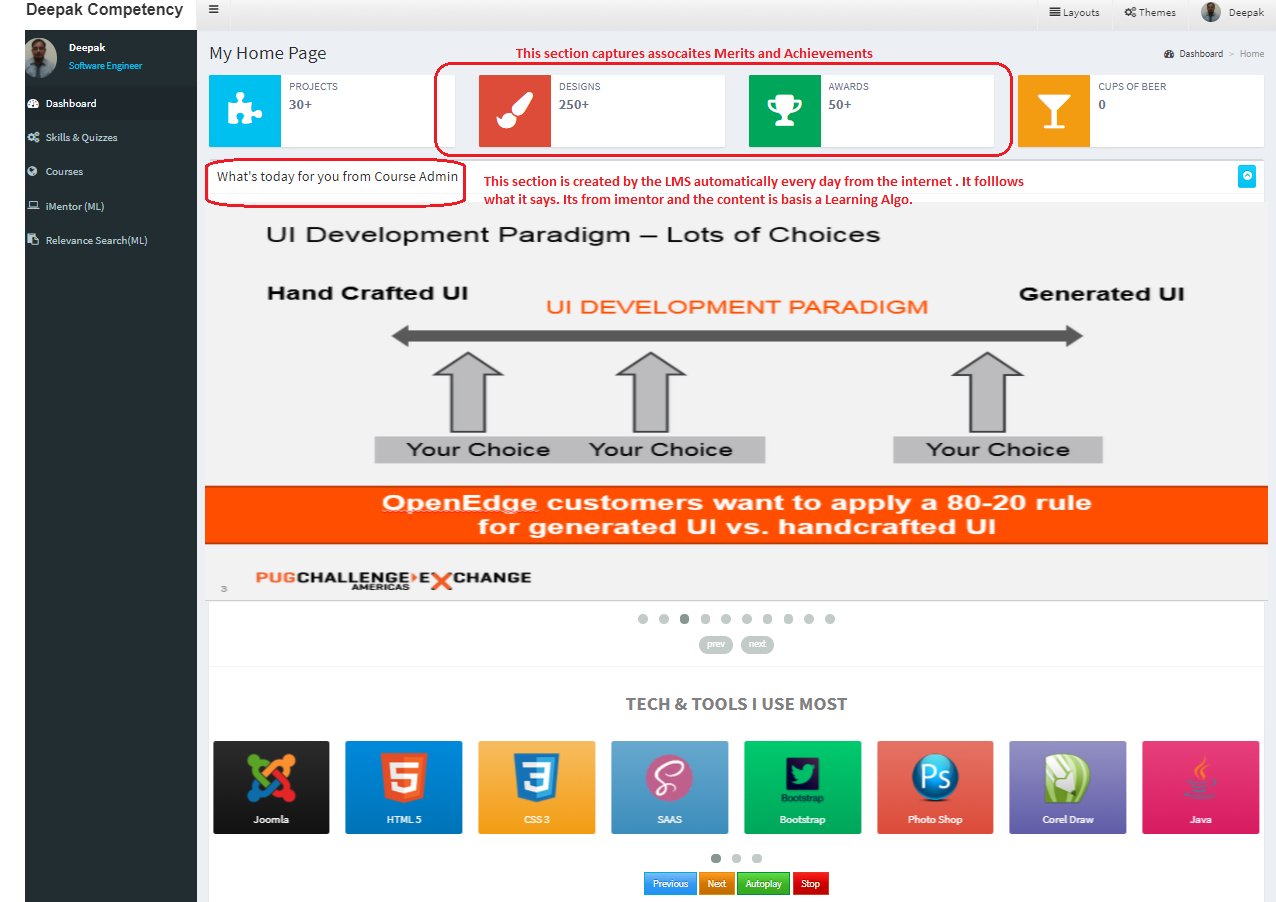 Deepak Competency
Layouts
Themes
Deepak
Deepak
Software Engineer
Dashboard
Skills & Quizzes
Courses
iMentor (ML)
Relevance Search(ML)
My Home Page
This section captures assocaites Merits and Achievements
Dashboard > Home
PROJECTS
30+
DESIGNS
250+
AWARDS
50+
CUPS OF BEER
0
What's today for you from Course Admin
This section is created by the LMS automatically every day from the internet . It folllows
what it says. Its from imentor and the content is basis a Learning Algo.
UI Development Paradigm – Lots of Choices
Hand Crafted UI
UI DEVELOPMENT PARADIGM
Generated UI
Your Choice
Your Choice
Your Choice
OpenEdge customers want to apply a 80-20 rule
for generated UI vs. handcrafted UI
3
PUGCHALLENGE EXCHANGE
AMERICAS
prev
next
TECH & TOOLS I USE MOST
Joomla
5
HTML 5
3
CSS 3
SAAS
Bootstrap
Bootstrap
Ps
Photo Shop
Corel Draw
Java
Previous
Next
Autoplay
Stop